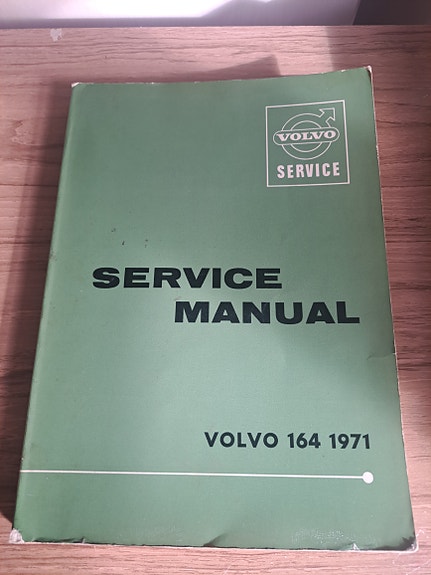 VOLVO
SERVICE
SERVICE
MANUAL
VOLVO 164 1971